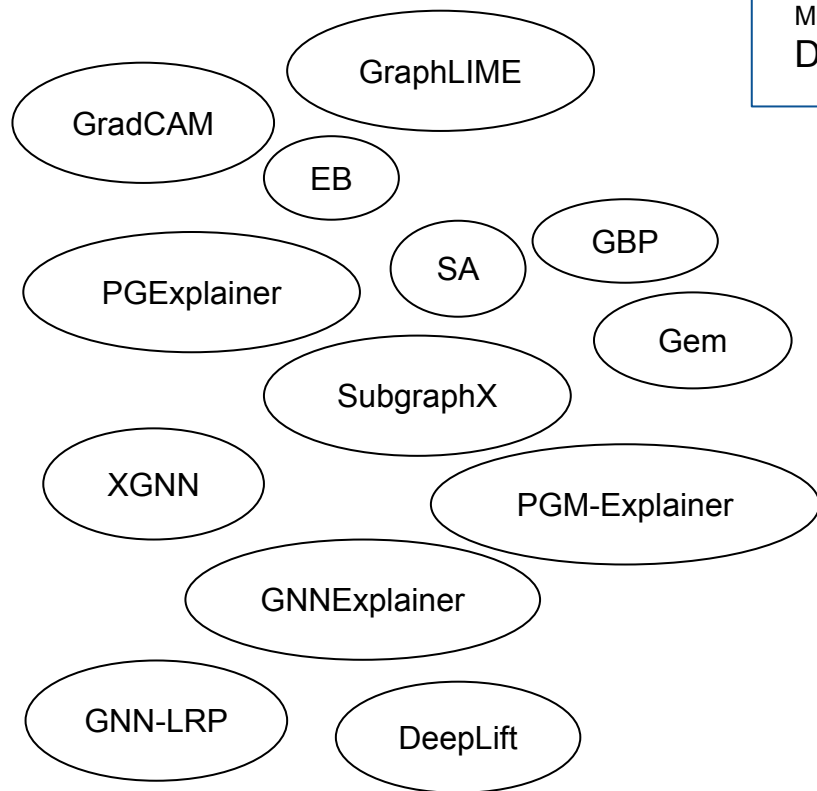 M
D
GraphLIME
GradCAM
EB
GBP
SA
PGExplainer
Gem
SubgraphX
XGNN
PGM-Explainer
GNNExplainer
GNN-LRP
DeepLift